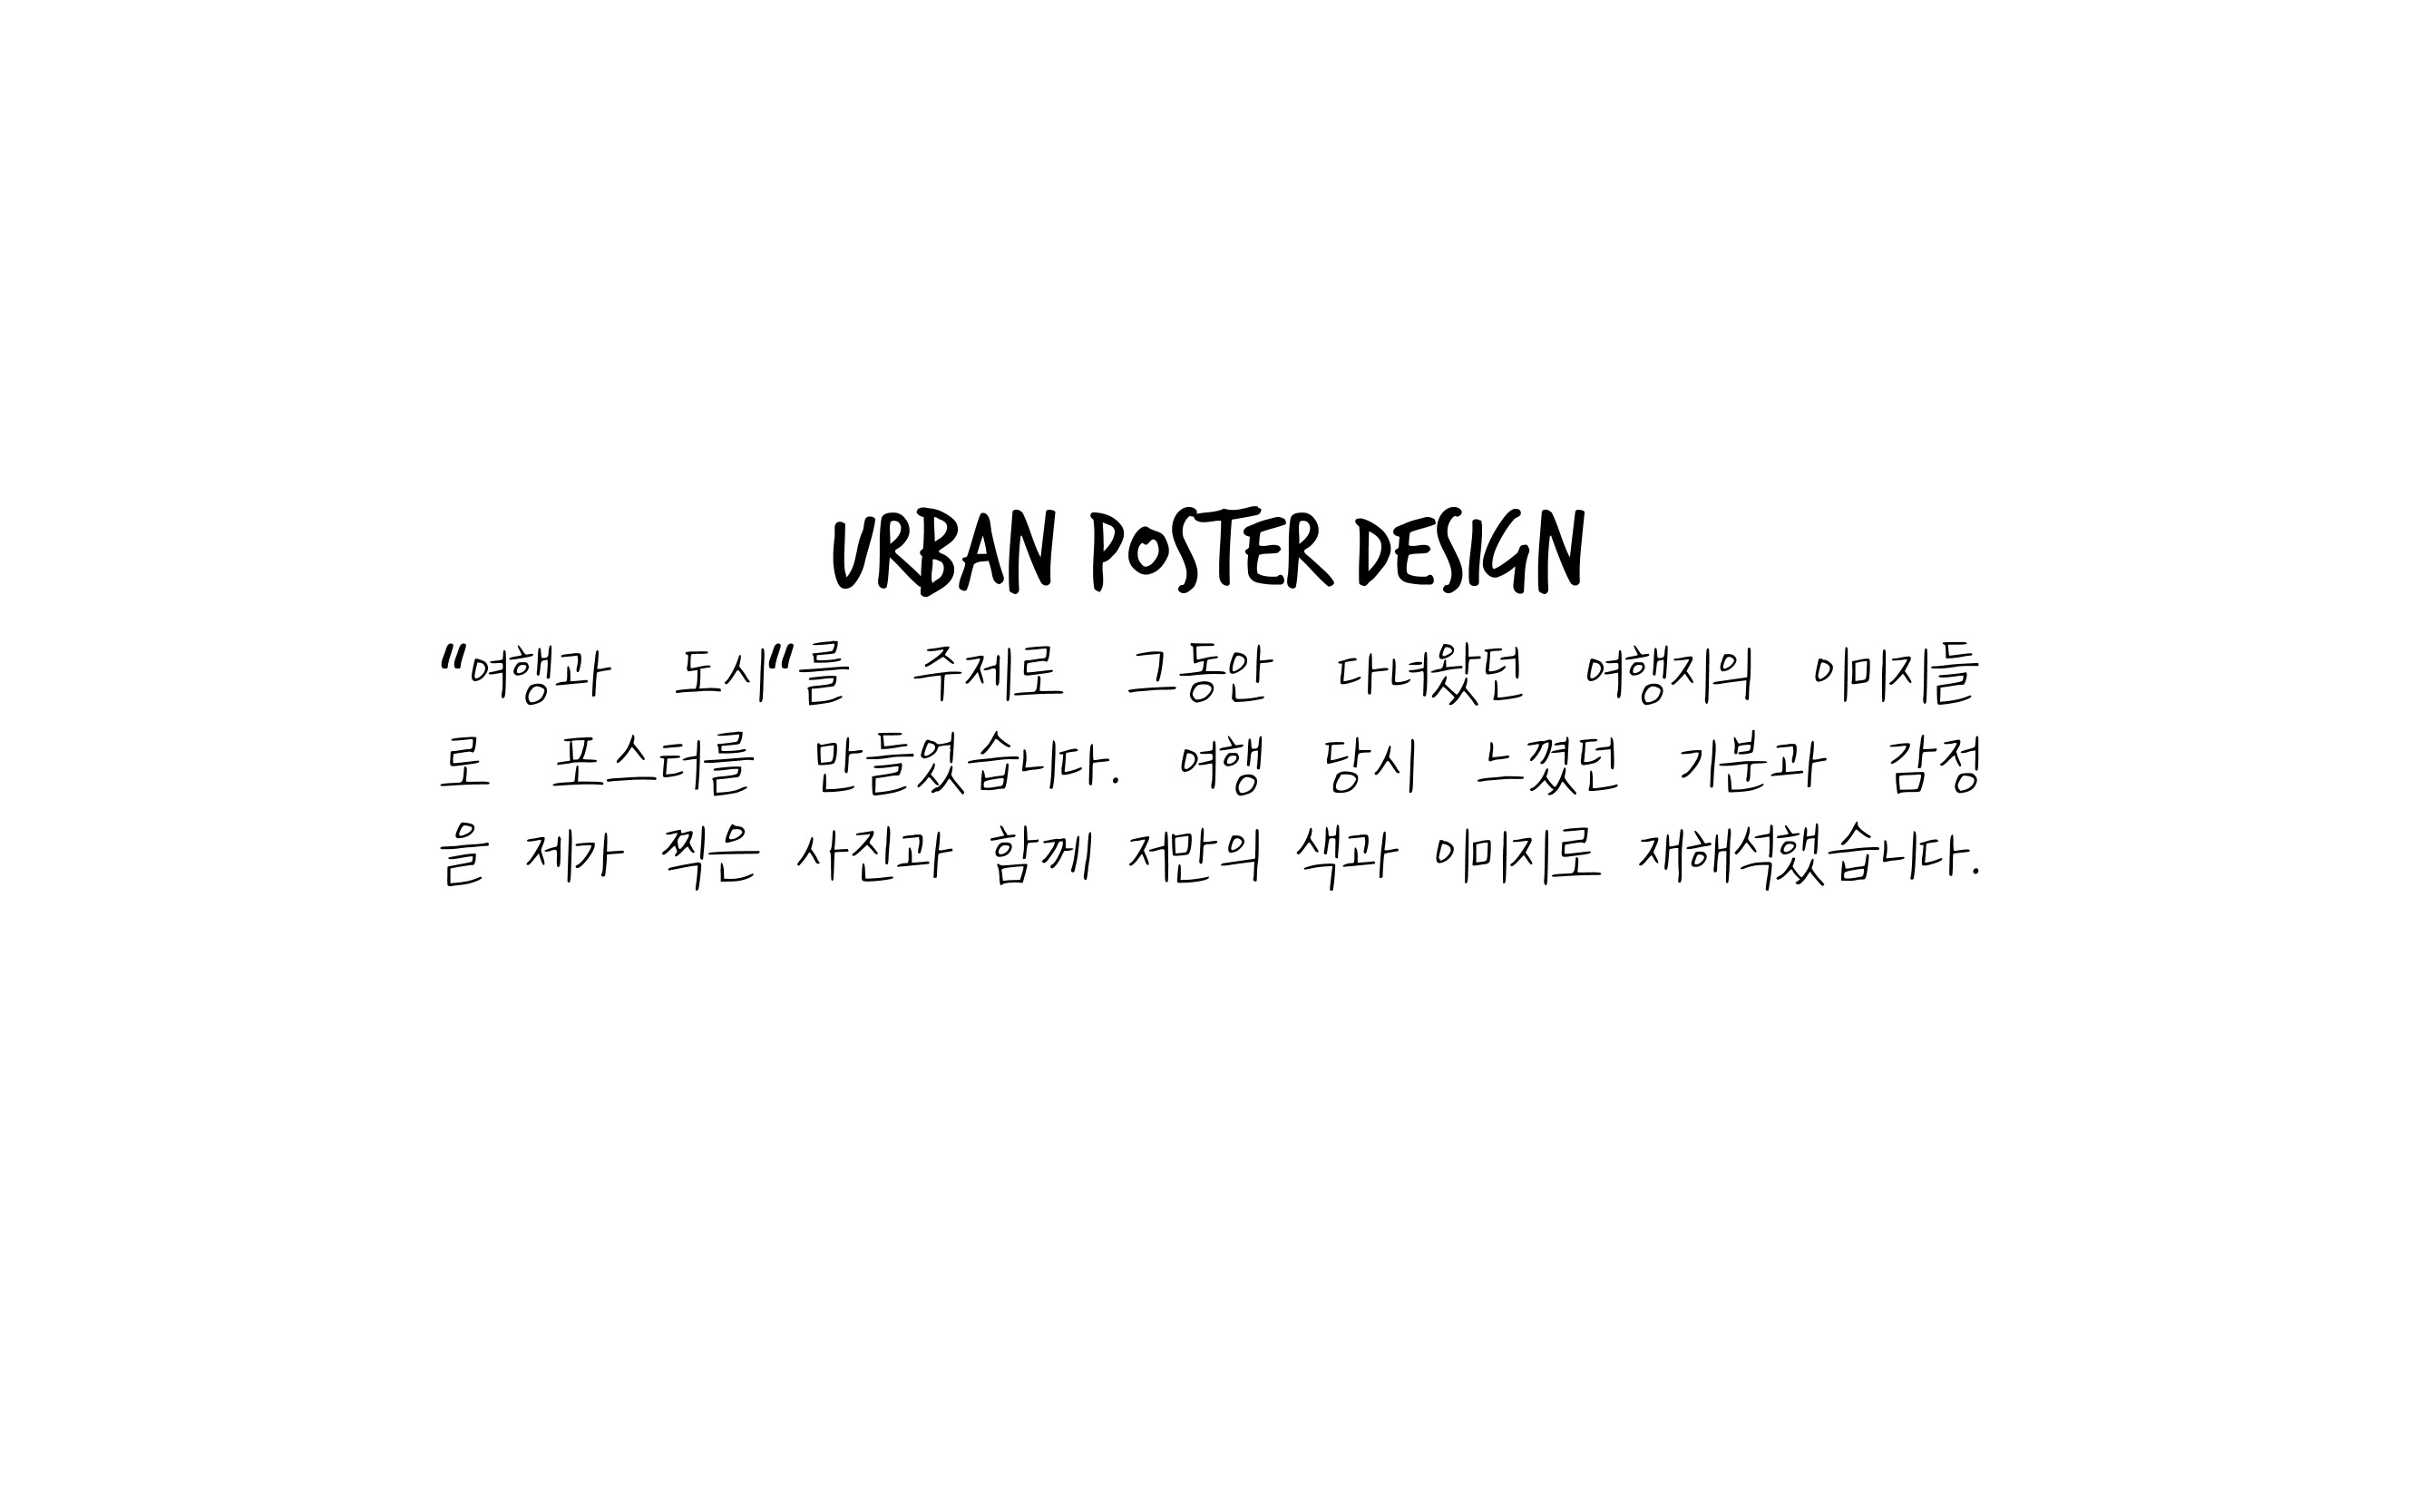 URBAN POSTER DESIGN
"여행과 도시"를 주제로 그동안 다녀왔던 여행지의 이미지들
로 포스터를 만들었습니다. 여행 당시 느꼈던 기분과 감정
을 제가 찍은 사진과 함께 저만의 색과 이미지로 재해석했습니다.